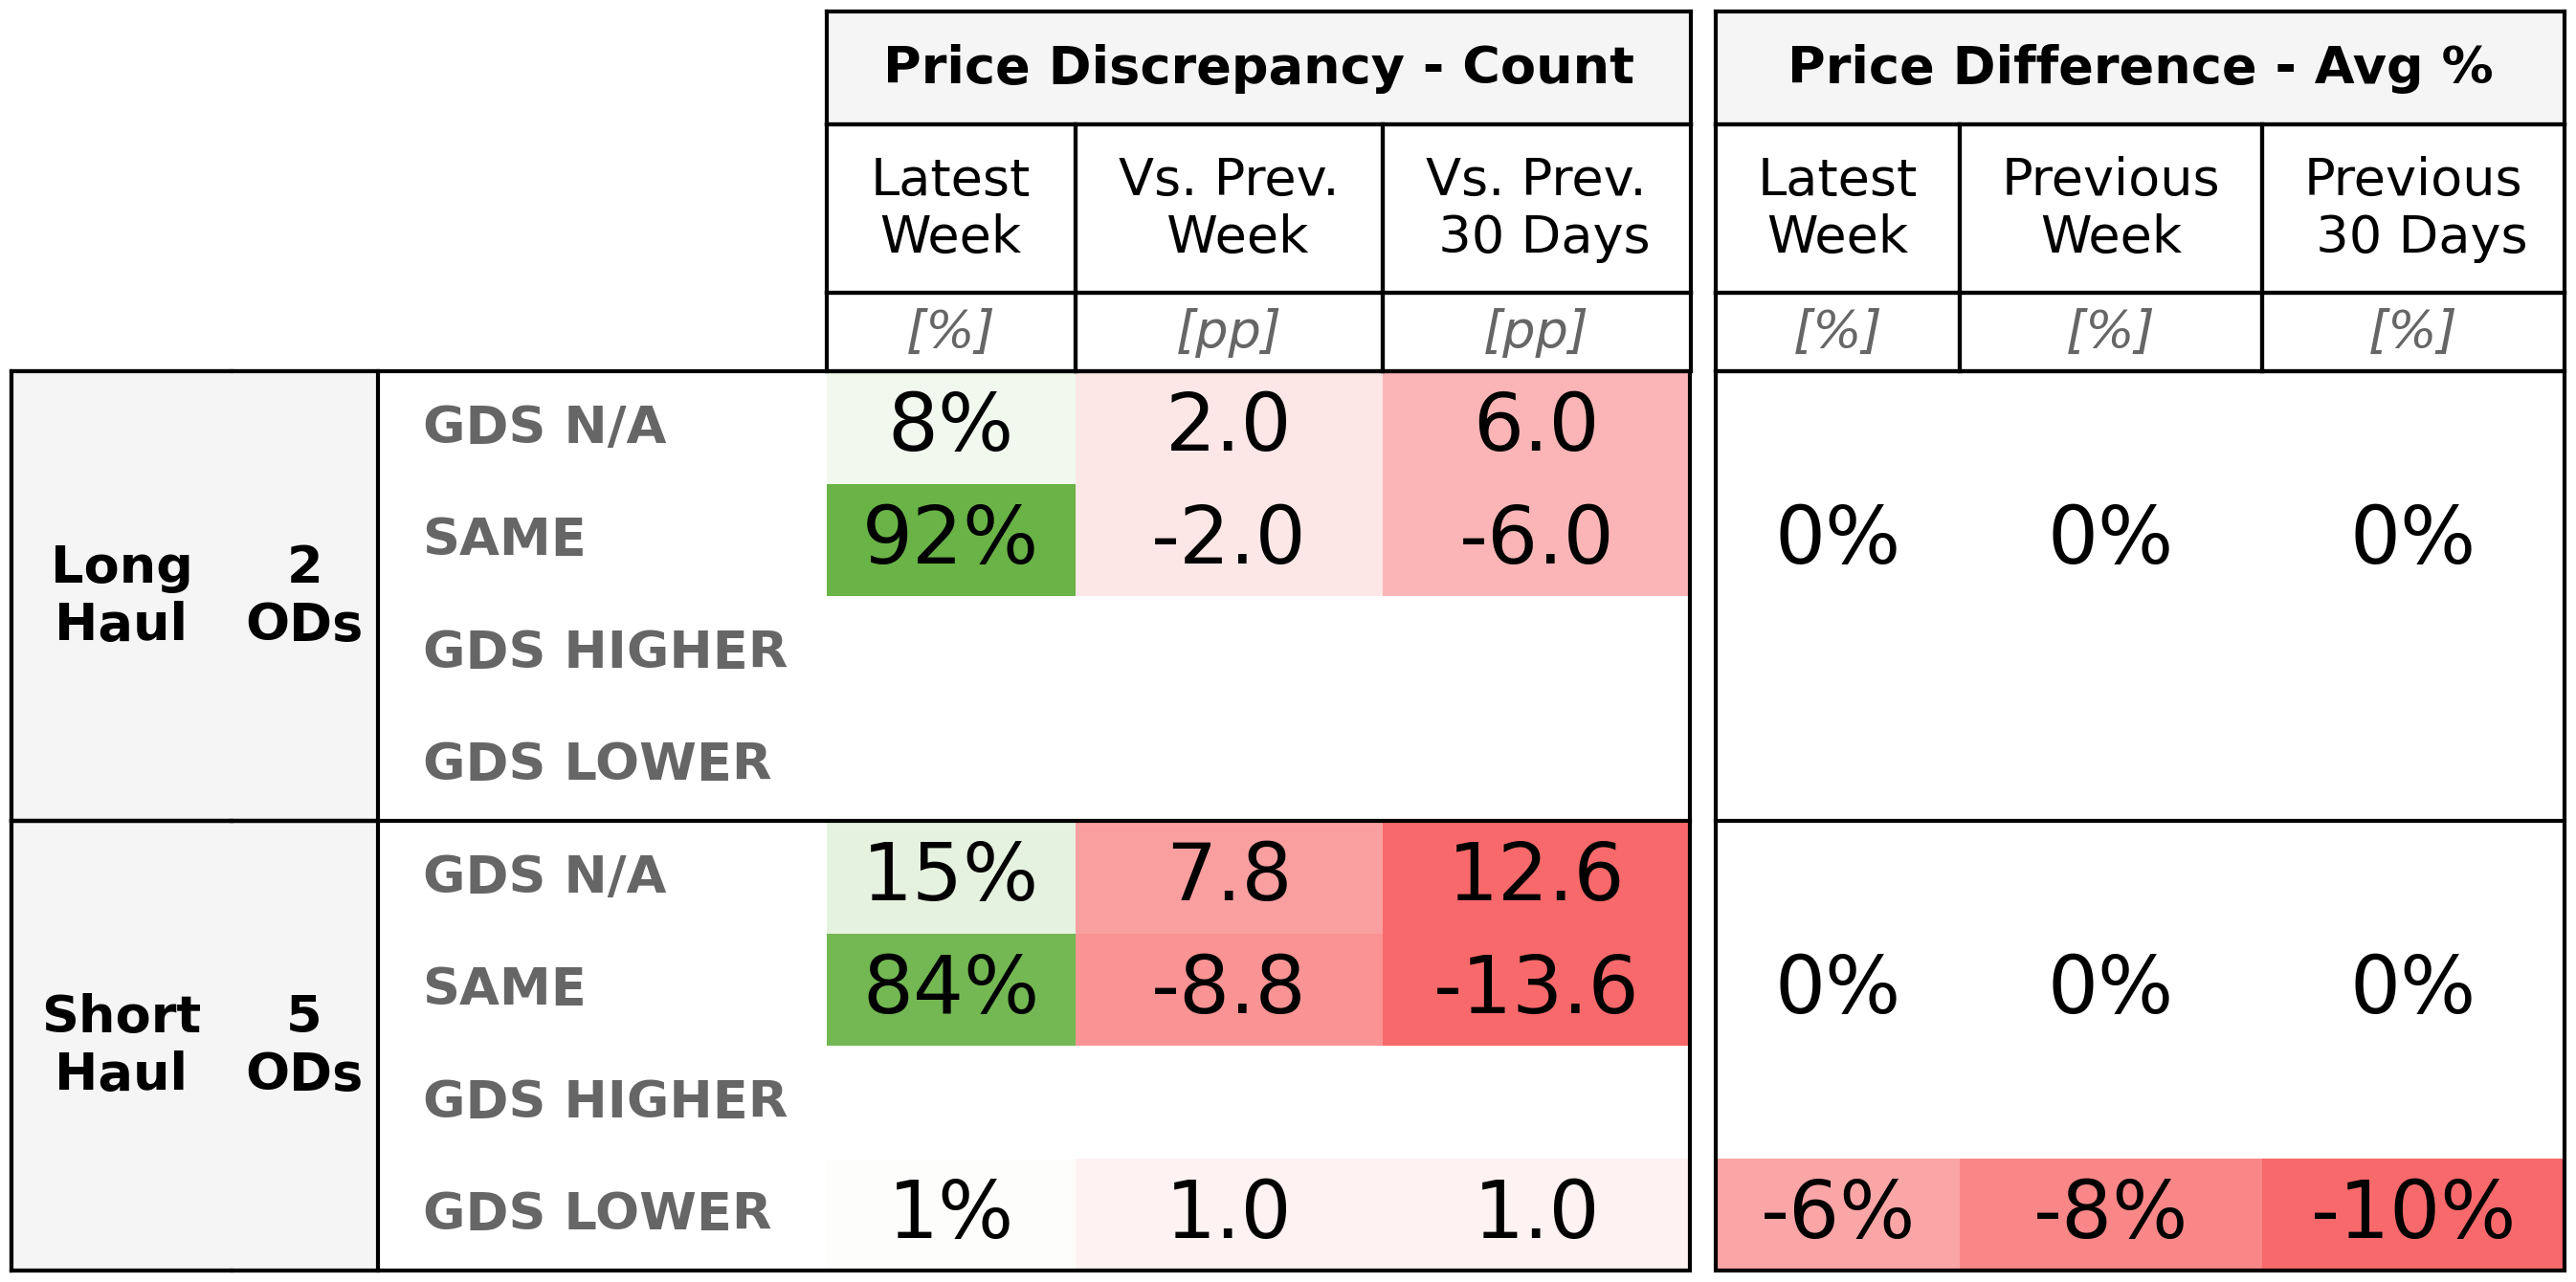 Price Discrepancy - Count Price Difference - Avg %
Latest Week Vs. Prev. Week Vs. Prev. 30 Days Latest Week Previous Week Previous 30 Days
[%] [pp] [pp] [%] [%] [%]
Long Haul 2 ODs
GDS N/A 8% 2.0 6.0
SAME 92% -2.0 -6.0 0% 0% 0%
GDS HIGHER
GDS LOWER
Short Haul 5 ODs
GDS N/A 15% 7.8 12.6
SAME 84% -8.8 -13.6 0% 0% 0%
GDS HIGHER
GDS LOWER 1% 1.0 1.0 -6% -8% -10%